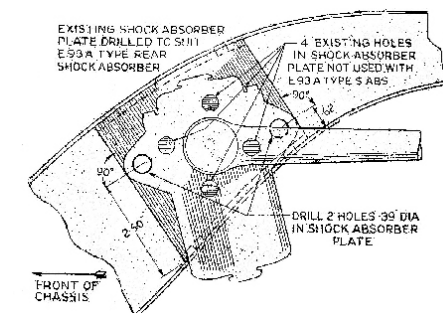 EXISTING SHOCK ABSORBER
PLATE DRILLED TO SUIT
E93A TYPE REAR
SHOCK ABSORBER
4 EXISTING HOLES
IN SHOCK ABSORBER
PLATE NOT USED WITH
E93A TYPE S ABS
90°
.62"
90°
2.50"
DRILL 2 HOLES .39" DIA
IN SHOCK ABSORBER
PLATE
FRONT OF
CHASSIS